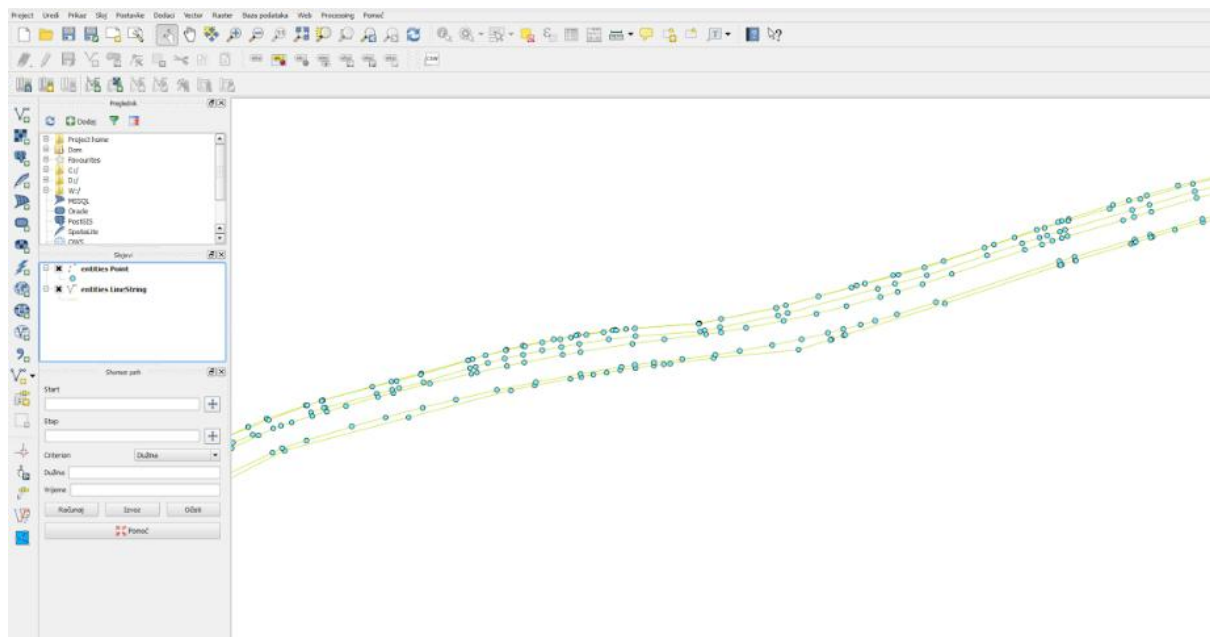 Project Uredi Prikaz Sloj Postavke Dodaci Vector Raster Baza podataka Web Processing Pomoć
CSW
Preglednik
Dodaj
Project home
Dom
Favourites
C:/
D:/
W:/
MSSQL
Oracle
PostGIS
SpatiaLite
OWS
Slojevi
entities Point
entities LineString
Shortest path
Start
Stop
Criterion
Dužina
Dužina
Vrijeme
Računaj
Izvoz
Očisti
Pomoć